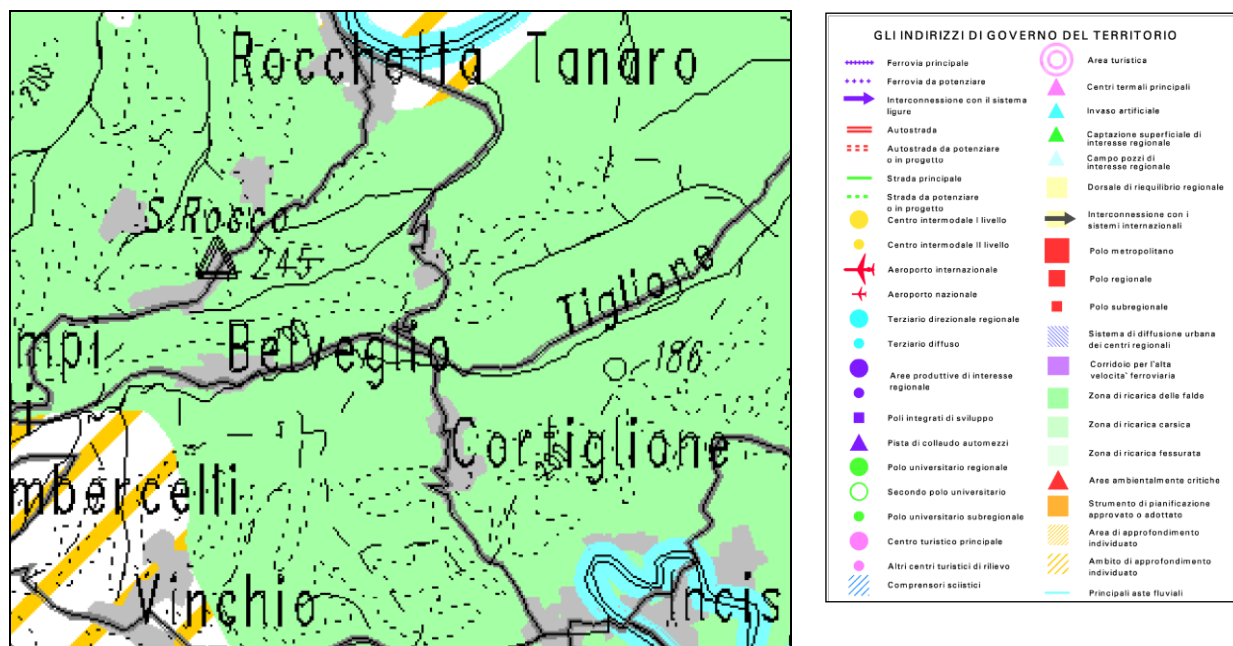 Rocchetta Tanaro
200
S. Rosco
245
Tiglione
mpi
Belveglio
186
i
Cortiglione
mbercelli
Vinchio
Incis
GLI INDIRIZZI DI GOVERNO DEL TERRITORIO
Ferrovia principale
Ferrovia da potenziare
Interconnessione con il sistema
ligure
Autostrada
Autostrada da potenziare
o in progetto
Strada principale
Strada da potenziare
o in progetto
Centro intermodale I livello
Centro intermodale II livello
Aeroporto internazionale
Aeroporto nazionale
Terziario direzionale regionale
Terziario diffuso
Aree produttive di interesse
regionale
Poli integrati di sviluppo
Pista di collaudo automezzi
Polo universitario regionale
Secondo polo universitario
Polo universitario subregionale
Centro turistico principale
Altri centri turistici di rilievo
Comprensori sciistici
Area turistica
Centri termali principali
Invaso artificiale
Captazione superficiale di
interesse regionale
Campo pozzi di
interesse regionale
Dorsale di riequilibrio regionale
Interconnessione con i
sistemi internazionali
Polo metropolitano
Polo regionale
Polo subregionale
Sistema di diffusione urbana
dei centri regionali
Corridoio per l'alta
velocita' ferroviaria
Zona di ricarica delle falde
Zona di ricarica carsica
Zona di ricarica fessurata
Aree ambientalmente critiche
Strumento di pianificazione
approvato o adottato
Area di approfondimento
individuato
Ambito di approfondimento
individuato
Principali aste fluviali